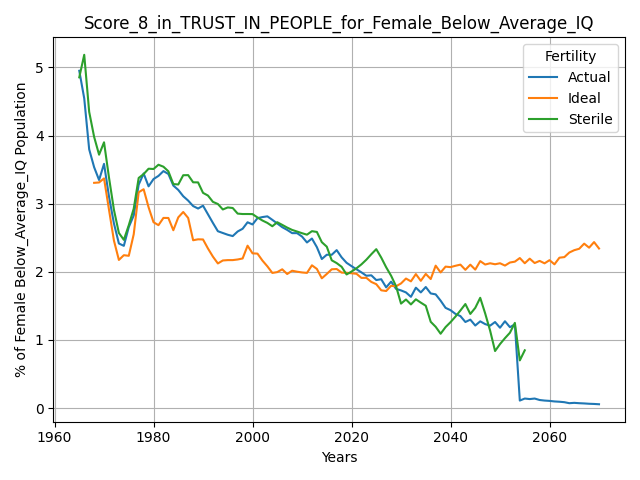 Score_8_in_TRUST_IN_PEOPLE_for_Female_Below_Average_IQ
% of Female Below_Average_IQ Population
5
4
3
2
1
0
Fertility
Actual
Ideal
Sterile
1960
1980
2000
2020
2040
2060
Years